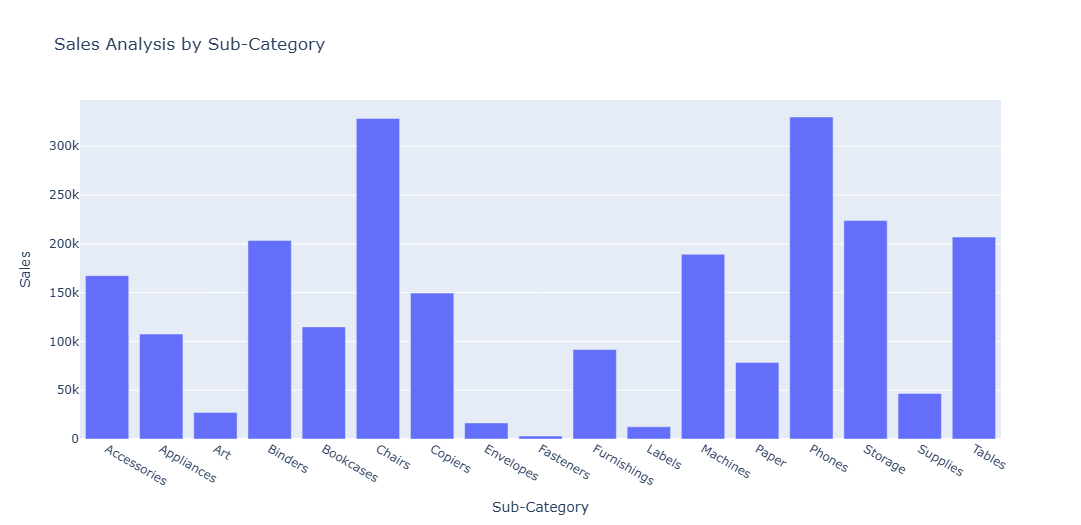 Sales Analysis by Sub-Category
300k
250k
200k
150k
100k
50k
0
Sales
Accessories
Appliances
Art
Binders
Bookcases
Chairs
Copiers
Envelopes
Fasteners
Furnishings
Labels
Machines
Paper
Phones
Storage
Supplies
Tables
Sub-Category